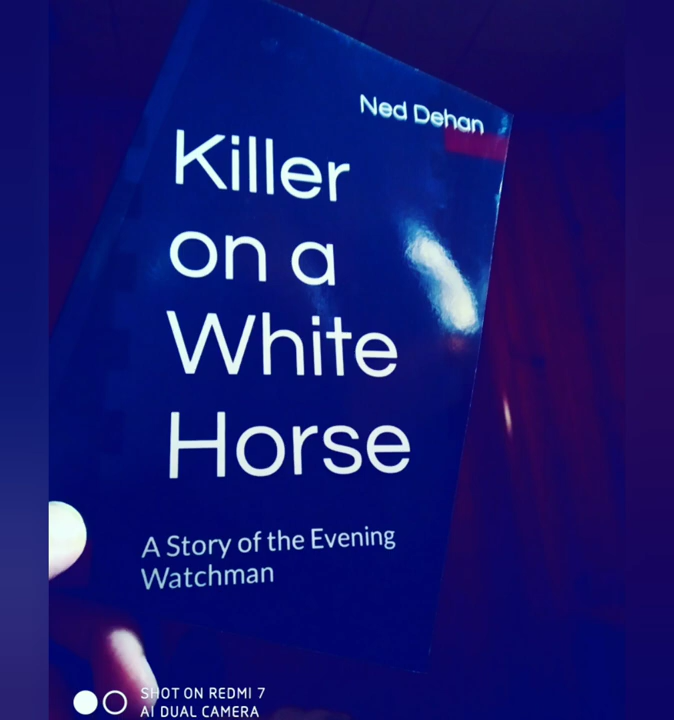 Ned Dehan
Killer
on a
White
Horse
A Story of the Evening
Watchman
SHOT ON REDMI 7
AI DUAL CAMERA